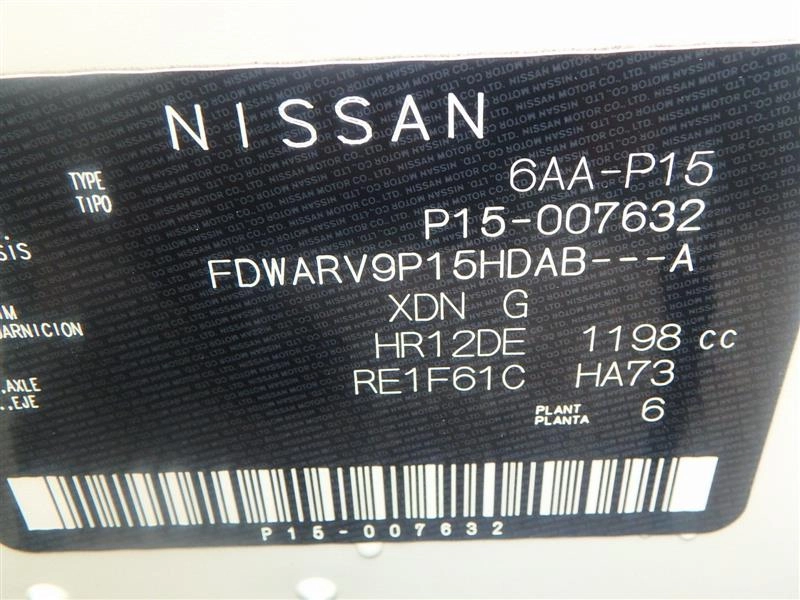 NISSAN
TYPE 6AA-P15
TIPO
P15-007632
SIS
FDWARV9P15HDAB---A
IM XDN G
ARNICION
HR12DE 1198 cc
.,AXLE RE1F61C HA73
.,EJE
PLANT 6
PLANTA
P15-007632